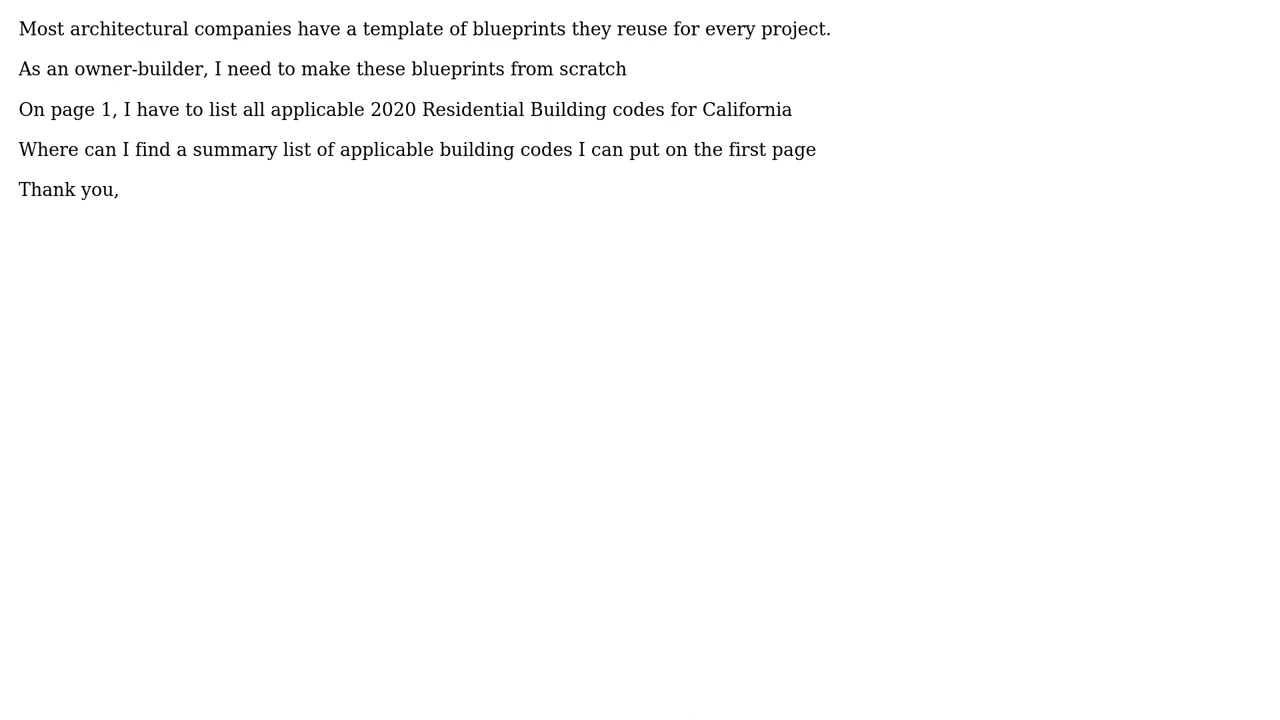 Most architectural companies have a template of blueprints they reuse for every project.
As an owner-builder, I need to make these blueprints from scratch
On page 1, I have to list all applicable 2020 Residential Building codes for California
Where can I find a summary list of applicable building codes I can put on the first page
Thank you,